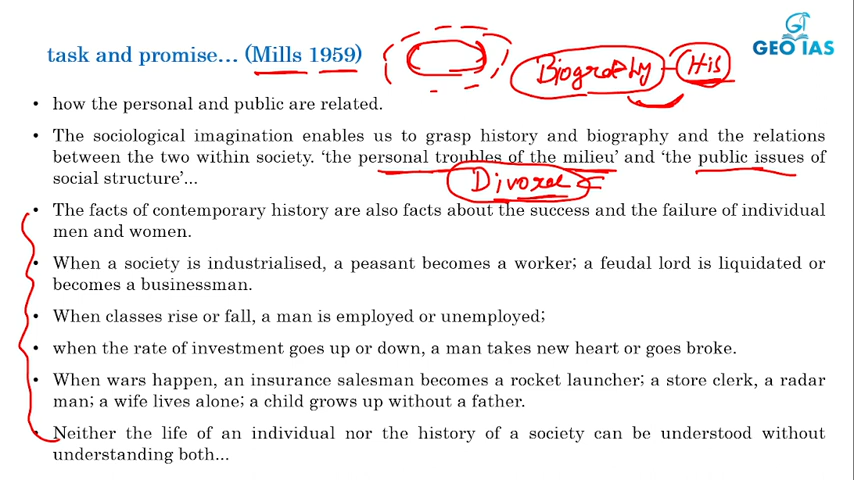 GEO IAS
task and promise... (Mills 1959)
Biography - His
• how the personal and public are related.
• The sociological imagination enables us to grasp history and biography and the relations
between the two within society. ‘the personal troubles of the milieu’ and ‘the public issues of
social structure’...
Divorce
• The facts of contemporary history are also facts about the success and the failure of individual
men and women.
• When a society is industrialised, a peasant becomes a worker; a feudal lord is liquidated or
becomes a businessman.
• When classes rise or fall, a man is employed or unemployed;
• when the rate of investment goes up or down, a man takes new heart or goes broke.
• When wars happen, an insurance salesman becomes a rocket launcher; a store clerk, a radar
man; a wife lives alone; a child grows up without a father.
• Neither the life of an individual nor the history of a society can be understood without
understanding both...